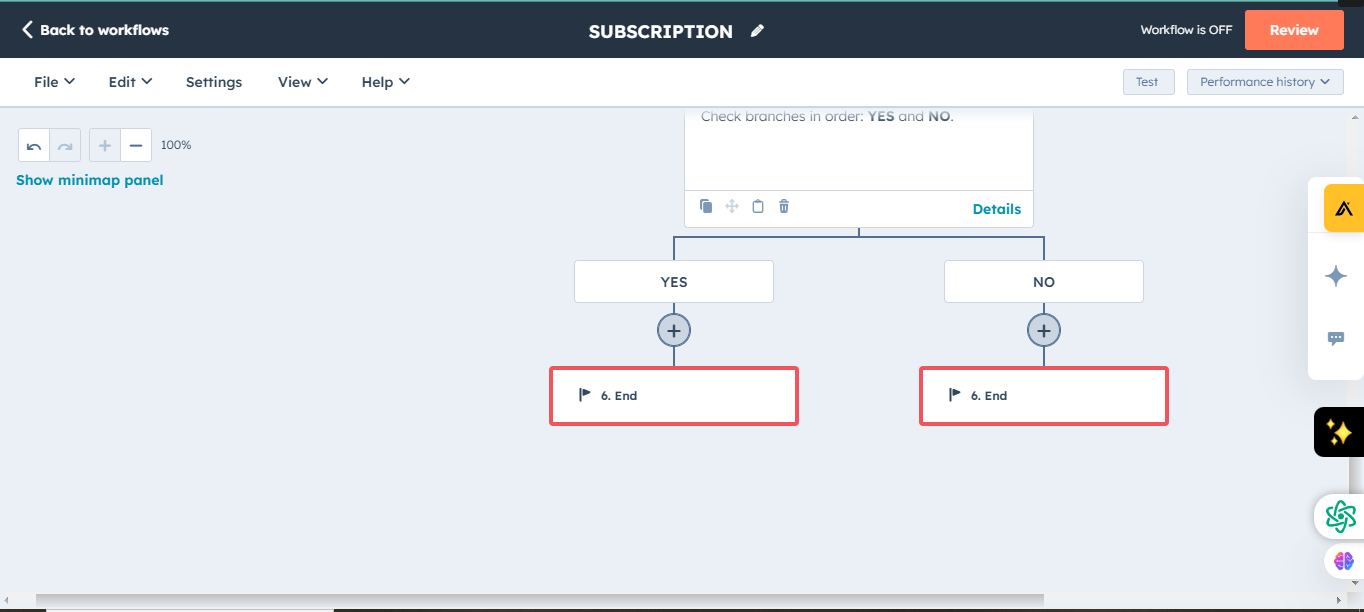 Back to workflows
SUBSCRIPTION
Workflow is OFF
Review
File
Edit
Settings
View
Help
Test
Performance history
100%
Show minimap panel
Check branches in order: YES and NO.
Details
YES
NO
6. End
6. End